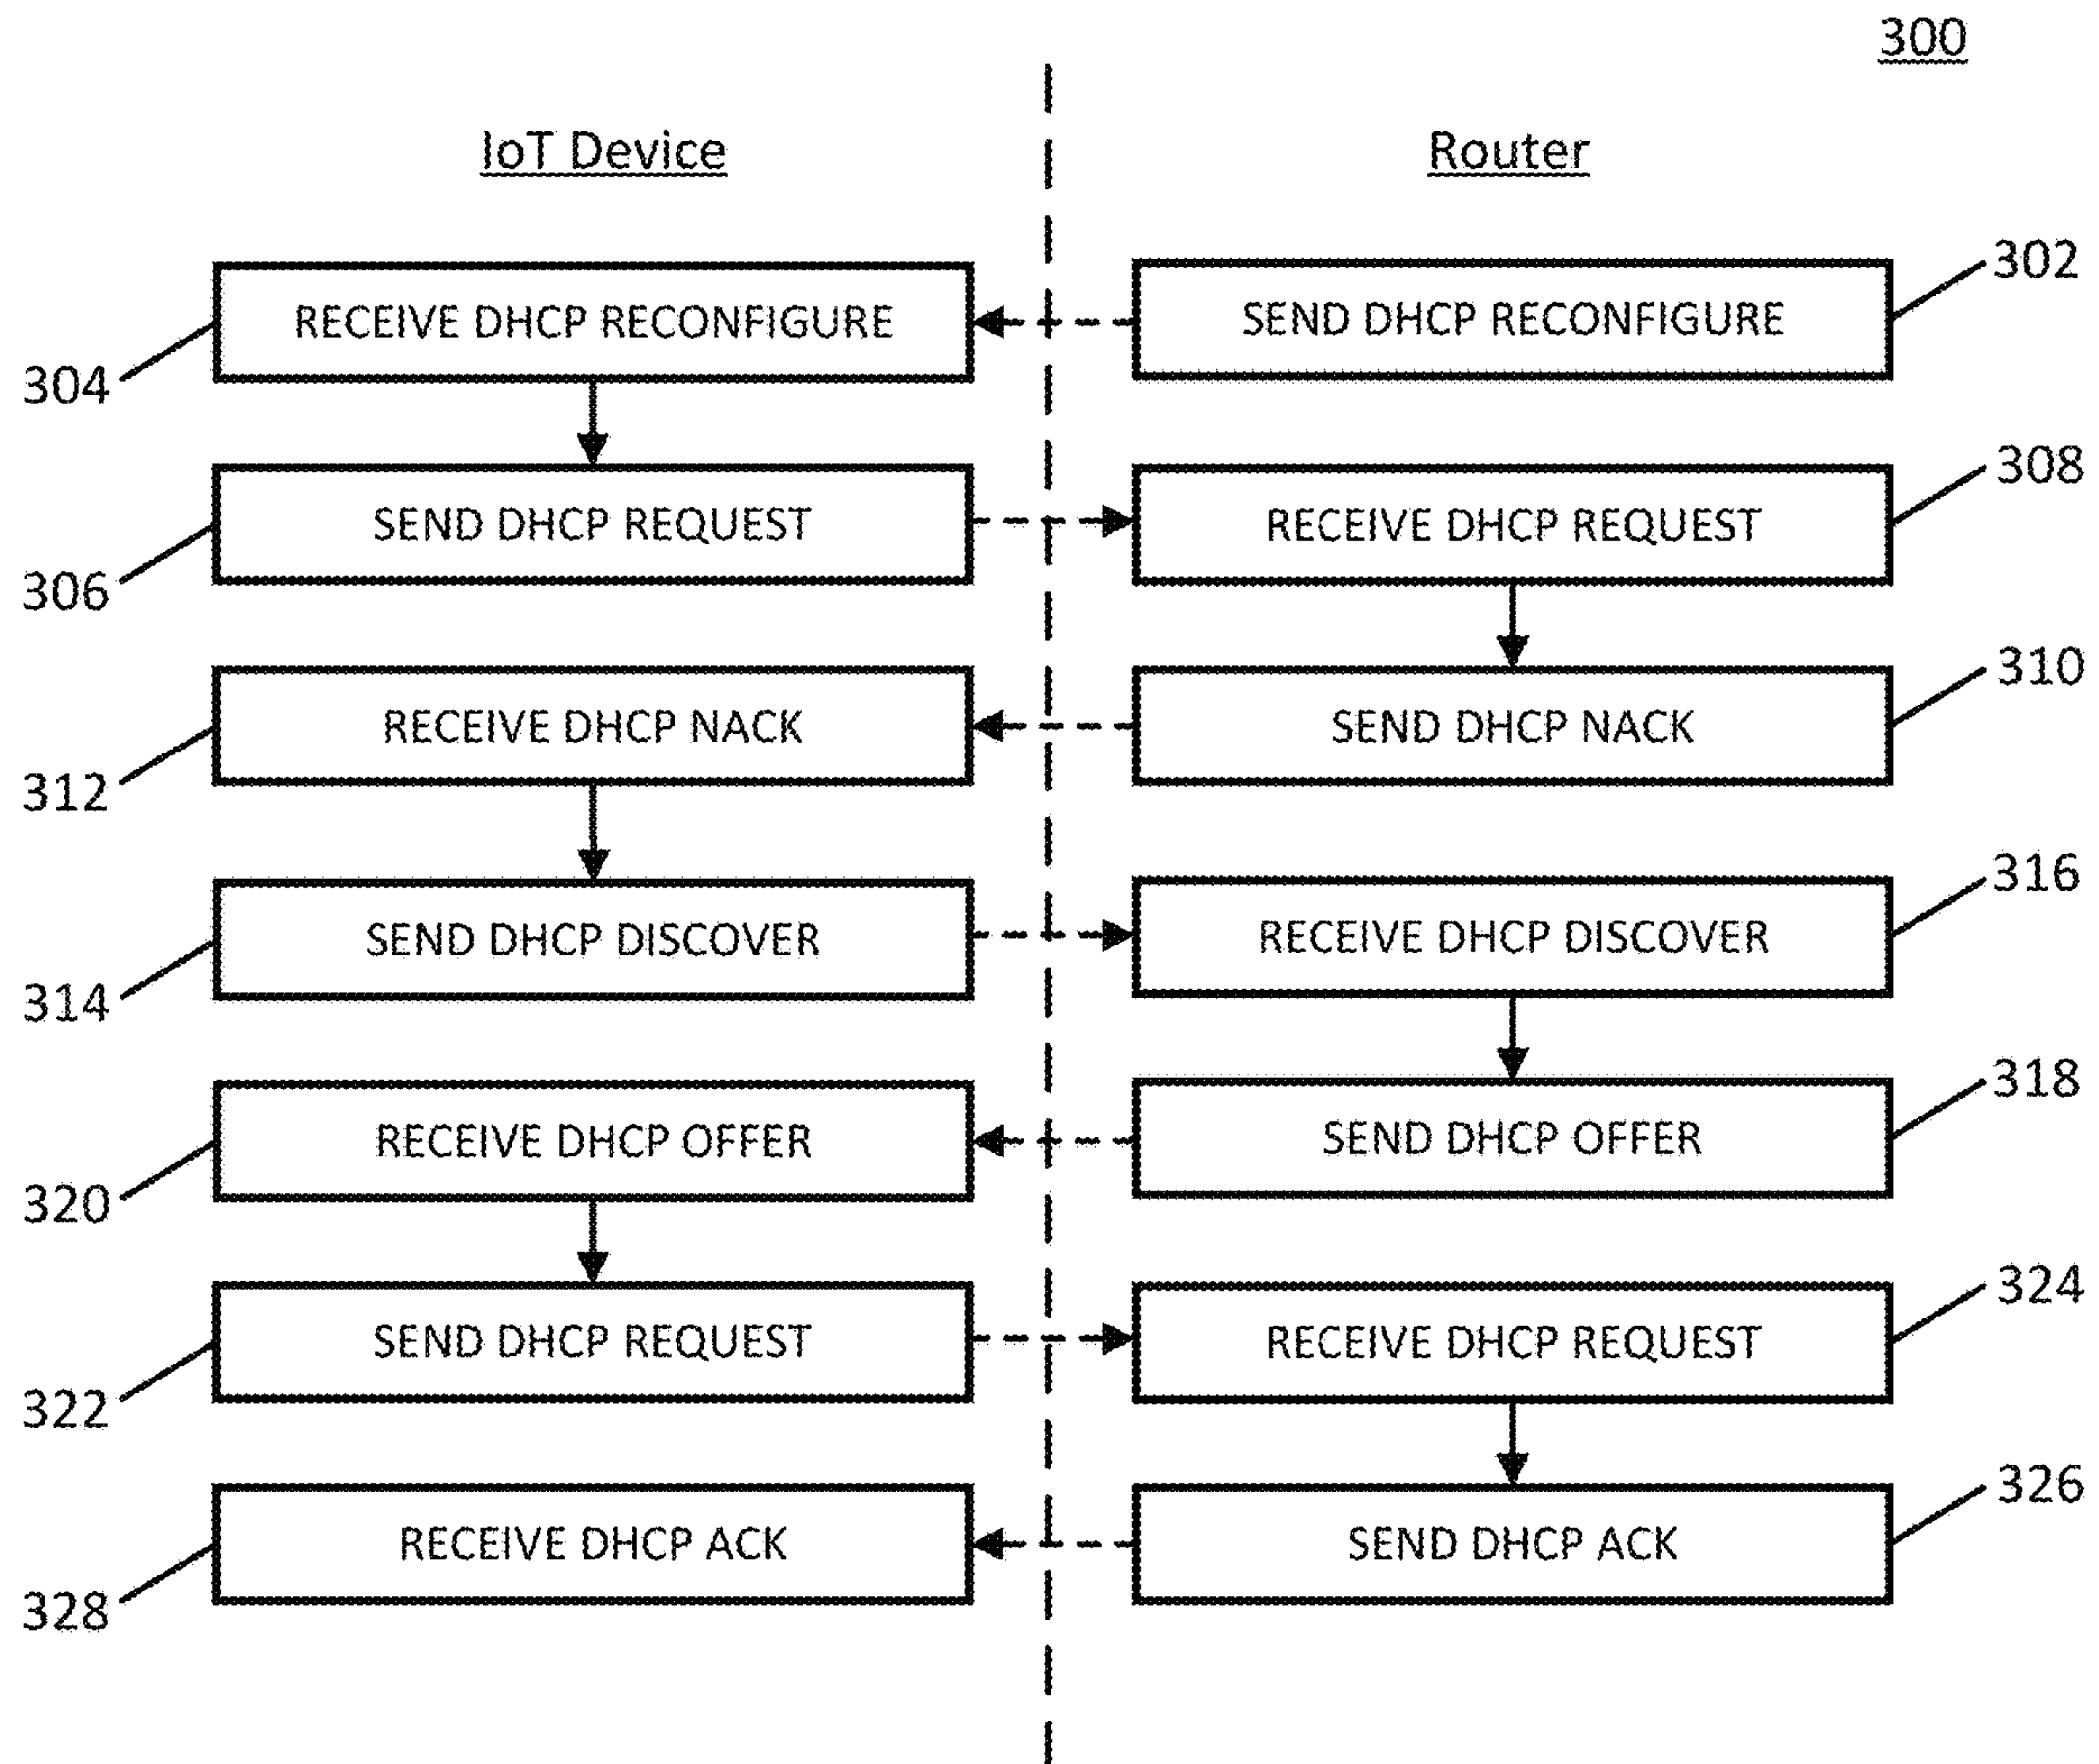 300
IoT Device
Router
302
RECEIVE DHCP RECONFIGURE
SEND DHCP RECONFIGURE
304
308
SEND DHCP REQUEST
RECEIVE DHCP REQUEST
306
310
RECEIVE DHCP NACK
SEND DHCP NACK
312
316
SEND DHCP DISCOVER
RECEIVE DHCP DISCOVER
314
318
RECEIVE DHCP OFFER
SEND DHCP OFFER
320
324
SEND DHCP REQUEST
RECEIVE DHCP REQUEST
322
326
RECEIVE DHCP ACK
SEND DHCP ACK
328